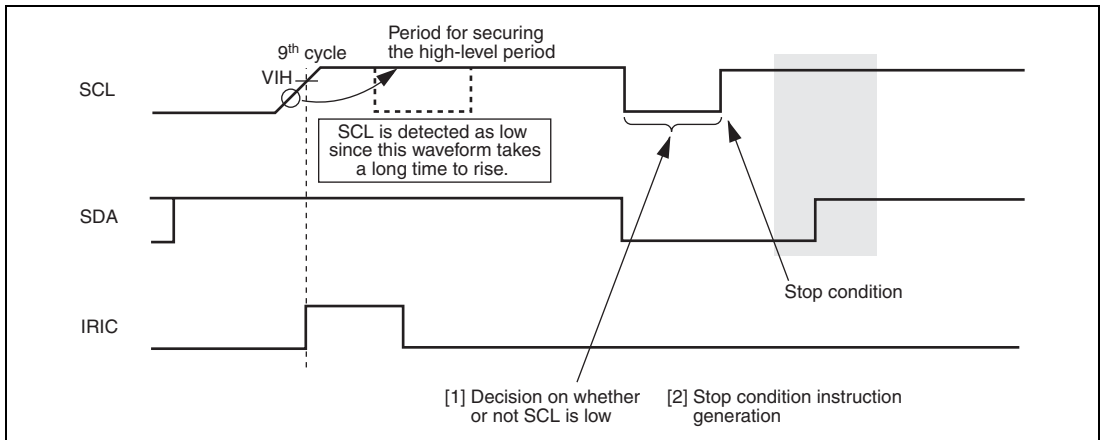 Period for securing
the high-level period
9th cycle
VIH
SCL
SCL is detected as low
since this waveform takes
a long time to rise.
SDA
Stop condition
IRIC
[1] Decision on whether
or not SCL is low
[2] Stop condition instruction
generation